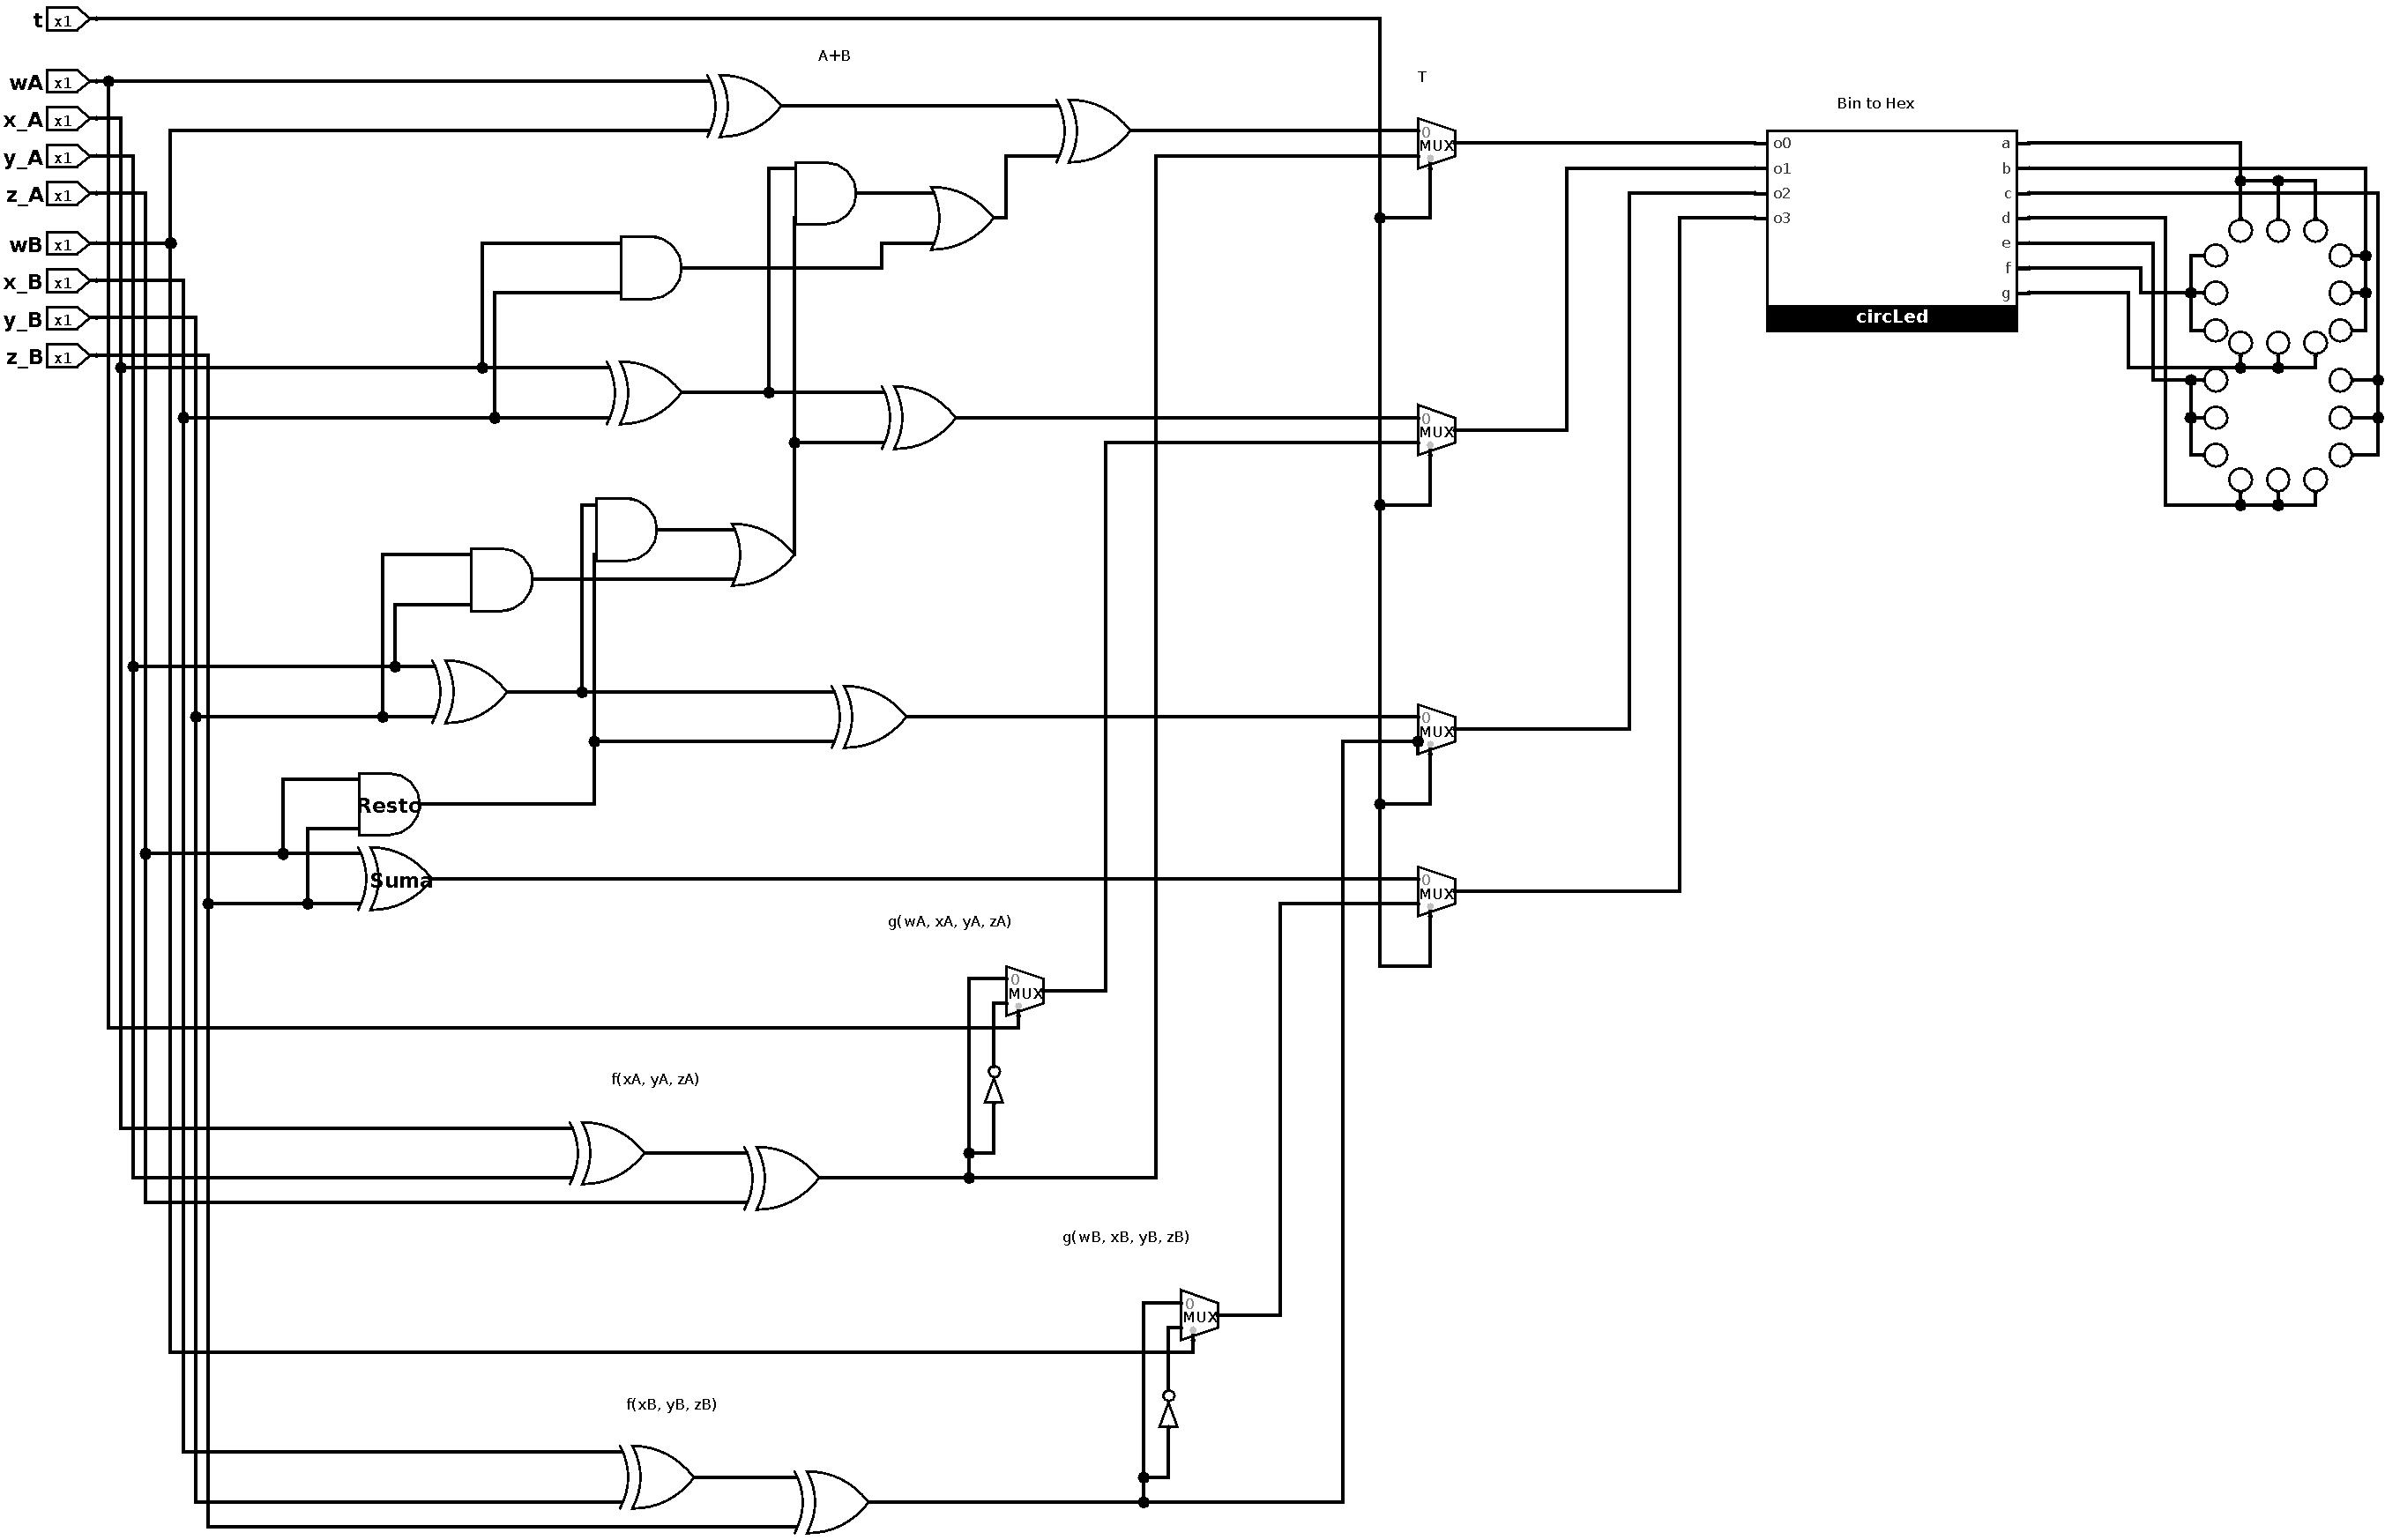 t x1
A+B
T
wA x1
Bin to Hex
x_A x1
0
MUX
o0 a
y_A x1
o1 b
z_A x1
o2 c
o3 d
wB x1
e
f
x_B x1
g
y_B x1
circLed
z_B x1
0
MUX
0
MUX
Resto
Suma
0
MUX
g(wA, xA, yA, zA)
0
MUX
f(xA, yA, zA)
g(wB, xB, yB, zB)
0
MUX
f(xB, yB, zB)